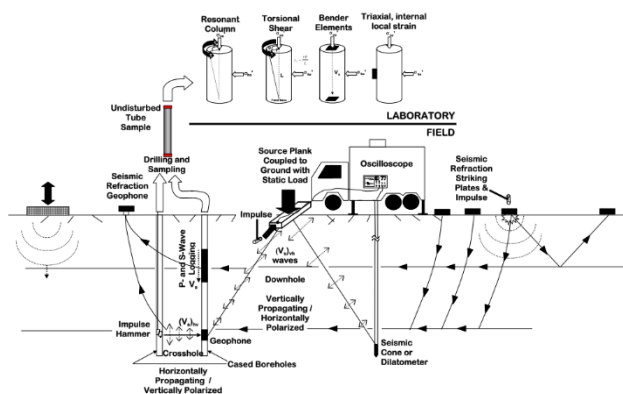 Resonant
Column
Torsional
Shear
Bender
Elements
Triaxial, internal
local strain
L
Undisturbed
Tube
Sample
LABORATORY
FIELD
Drilling and
Sampling
Source Plank
Coupled to
Ground with
Static Load
Oscilloscope
Seismic
Refraction
Geophone
Seismic
Refraction
Striking
Plates &
Impulse
Impulse
P- and S-Wave
Logging
(Vs)vh
waves
Downhole
Vertically
Propagating /
Horizontally
Polarized
(Vs)hv
Impulse
Hammer
Geophone
Crosshole
Cased Boreholes
Seismic
Cone or
Dilatometer
Horizontally
Propagating /
Vertically Polarized